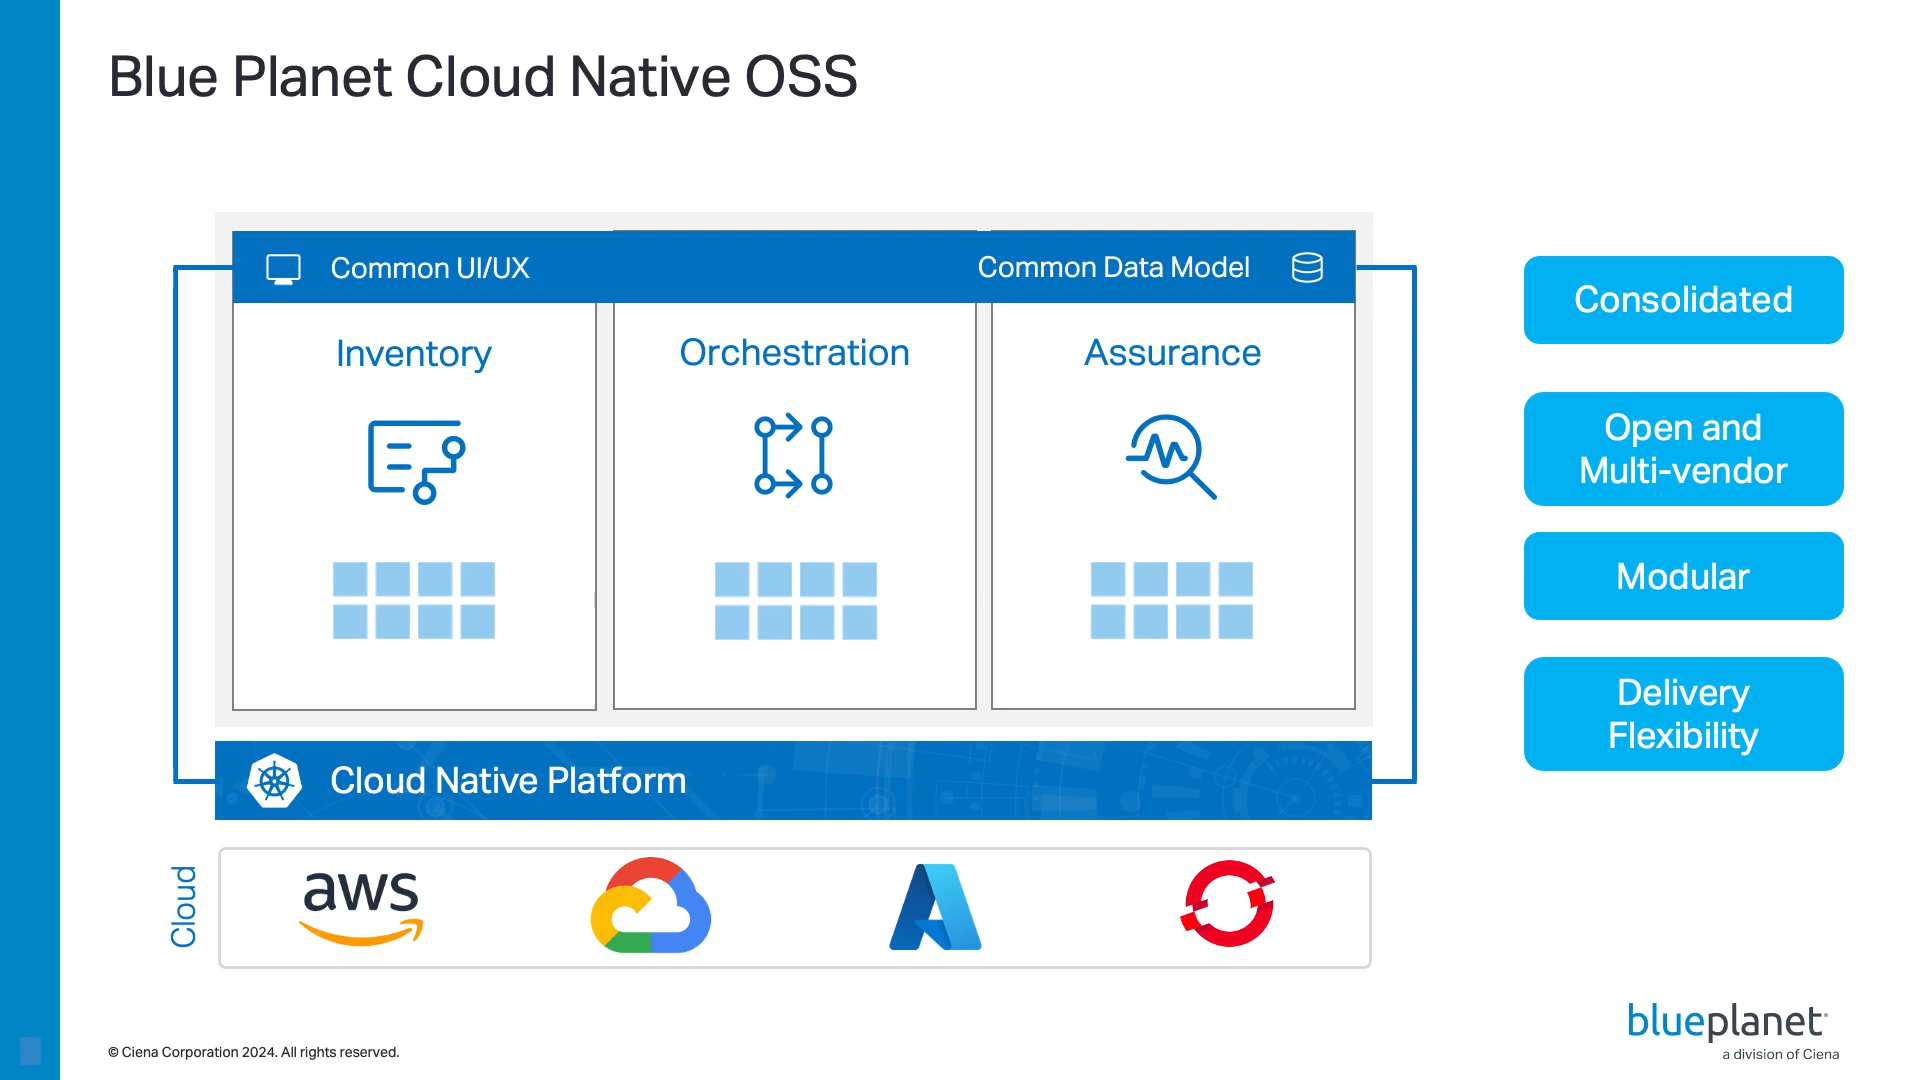 Blue Planet Cloud Native OSS
Common UI/UX
Common Data Model
Inventory
Orchestration
Assurance
Cloud Native Platform
Cloud
aws
Consolidated
Open and
Multi-vendor
Modular
Delivery
Flexibility
© Ciena Corporation 2024. All rights reserved.
blueplanet
a division of Ciena